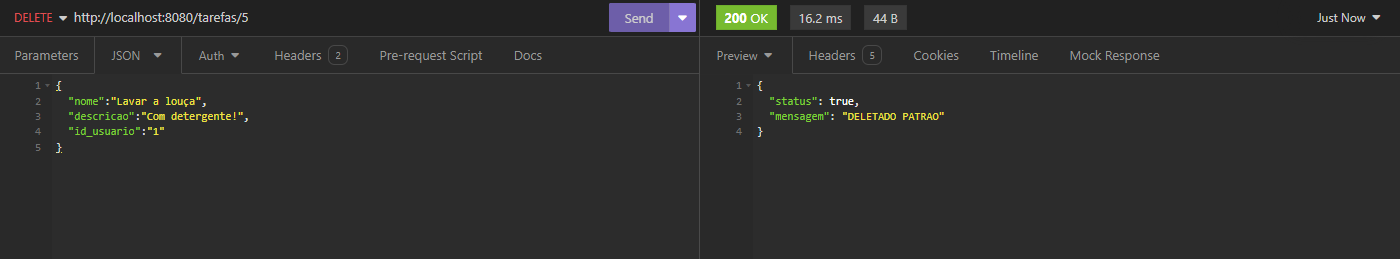 DELETE http://localhost:8080/tarefas/5 Send 200 OK 16.2 ms 44 B Just Now
Parameters JSON Auth Headers 2 Pre-request Script Docs Preview Headers 5 Cookies Timeline Mock Response
1 {
2 "nome":"Lavar a louça",
3 "descricao":"Com detergente!",
4 "id_usuario":"1"
5 }
1 {
2 "status": true,
3 "mensagem": "DELETADO PATRAO"
4 }